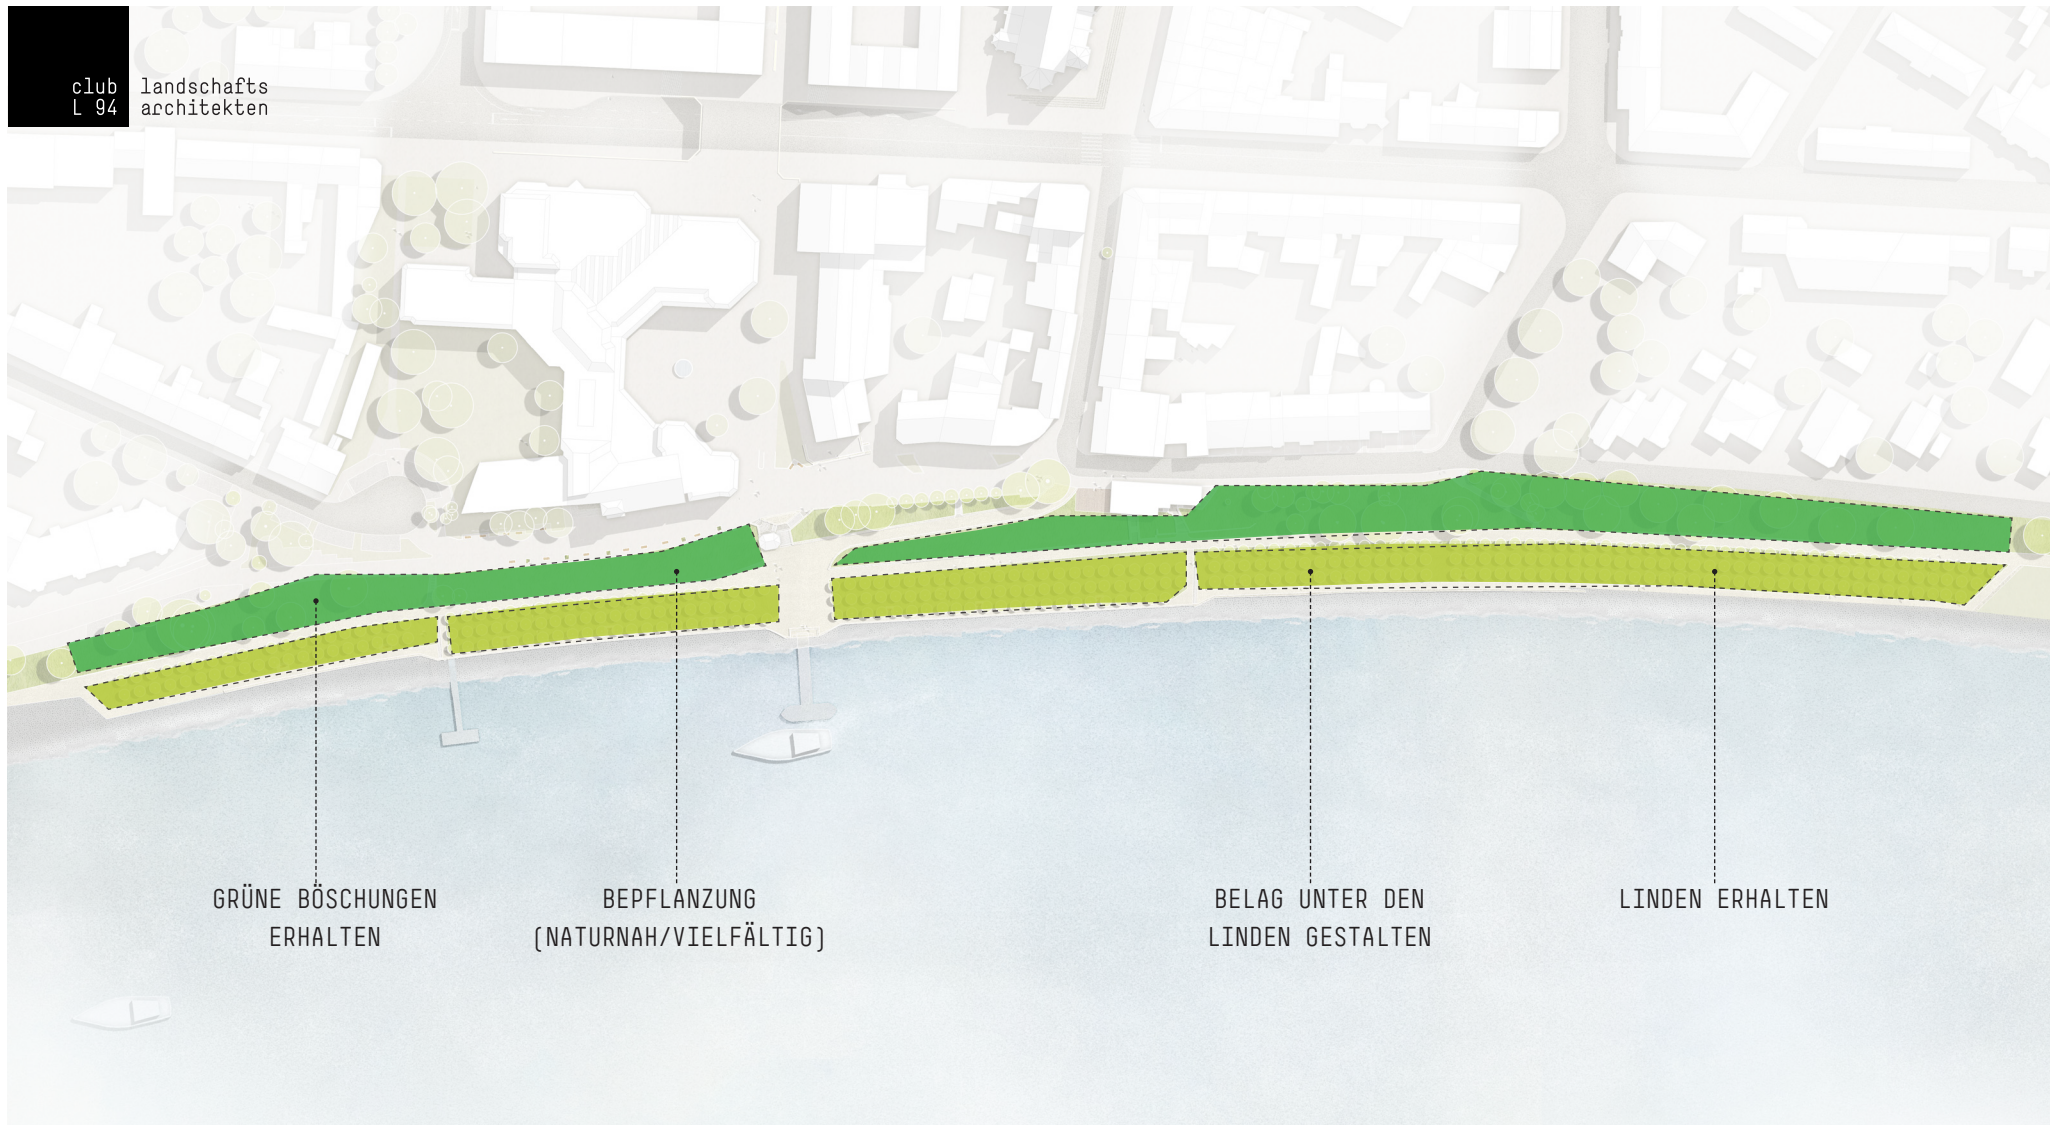 club landschafts
L 94 architekten
GRÜNE BÖSCHUNGEN
ERHALTEN
BEPFLANZUNG
(NATURNAH/VIELFÄLTIG)
BELAG UNTER DEN
LINDEN GESTALTEN
LINDEN ERHALTEN